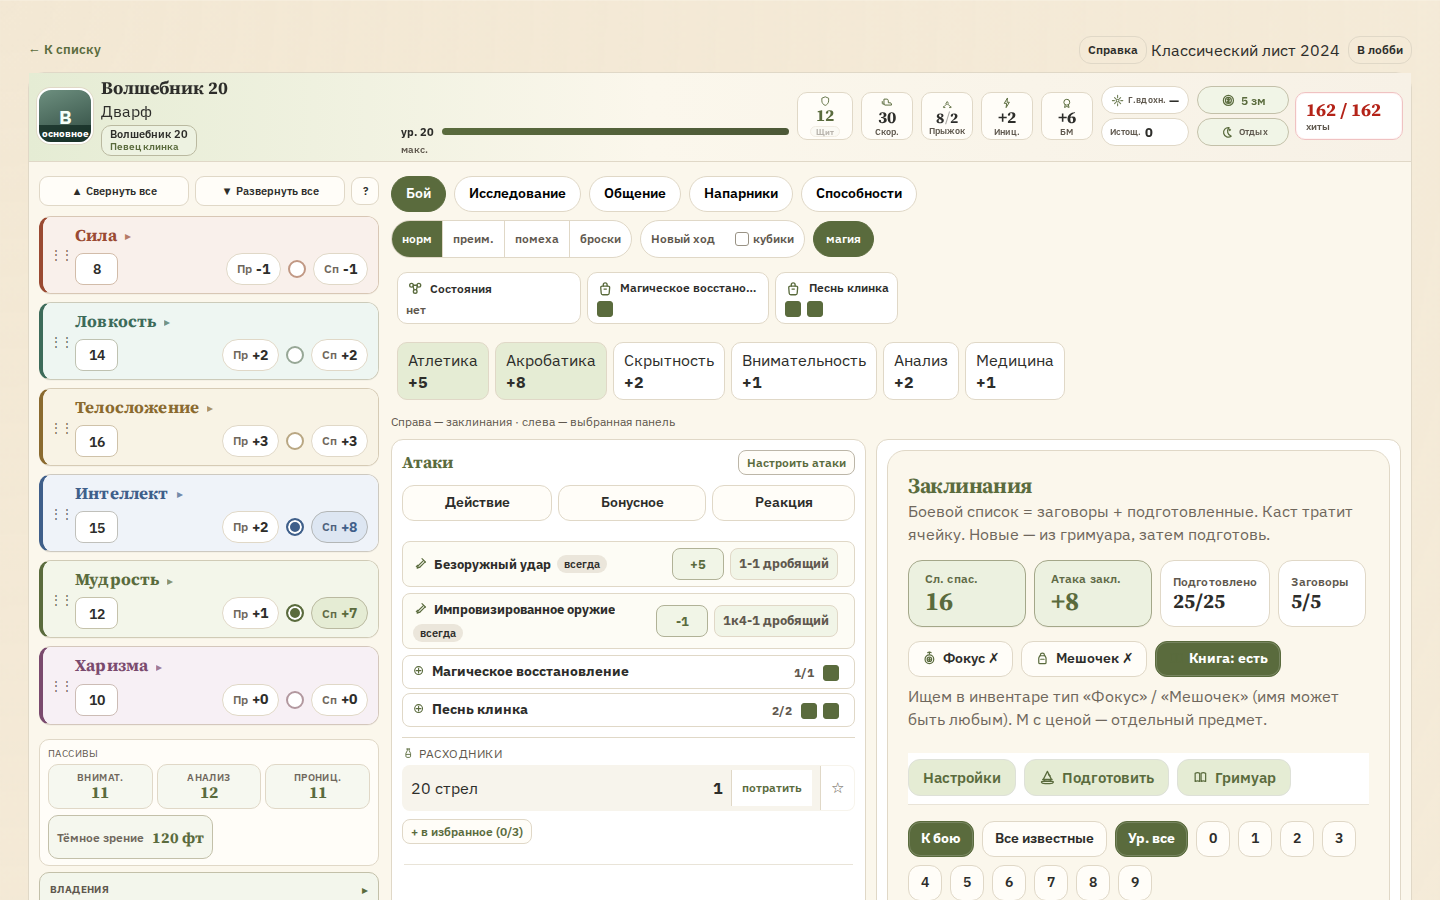 ← К списку
Справка
Классический лист 2024
В лобби
В
основное
Волшебник 20
Дварф
Волшебник 20
Певец клинка
ур. 20
макс.
12
Щит
30
Скор.
8/2
Прыжок
+2
Иниц.
+6
БМ
Г.вдохн. —
Истощ. 0
5 зм
Отдых
162 / 162
хиты
▲ Свернуть все
▼ Развернуть все
?
Сила ▸
8
Пр -1
Сп -1
Ловкость ▸
14
Пр +2
Сп +2
Телосложение ▸
16
Пр +3
Сп +3
Интеллект ▸
15
Пр +2
Сп +8
Мудрость ▸
12
Пр +1
Сп +7
Харизма ▸
10
Пр +0
Сп +0
ПАССИВЫ
ВНИМАТ.
11
АНАЛИЗ
12
ПРОНИЦ.
11
Тёмное зрение 120 фт
ВЛАДЕНИЯ ▸
Бой
Исследование
Общение
Напарники
Способности
норм
преим.
помеха
броски
Новый ход
кубики
магия
Состояния
нет
Магическое восстано...
Песнь клинка
Атлетика
+5
Акробатика
+8
Скрытность
+2
Внимательность
+1
Анализ
+2
Медицина
+1
Справа — заклинания · слева — выбранная панель
Атаки
Настроить атаки
Действие
Бонусное
Реакция
Безоружный удар всегда
+5
1-1 дробящий
Импровизированное оружие
всегда
-1
1к4-1 дробящий
Магическое восстановление
1/1
Песнь клинка
2/2
РАСХОДНИКИ
20 стрел
1
потратить
☆
+ в избранное (0/3)
Заклинания
Боевой список = заговоры + подготовленные. Каст тратит
ячейку. Новые — из гримуара, затем подготовь.
Сл. спас.
16
Атака закл.
+8
Подготовлено
25/25
Заговоры
5/5
Фокус ✗
Мешочек ✗
Книга: есть
Ищем в инвентаре тип «Фокус» / «Мешочек» (имя может
быть любым). М с ценой — отдельный предмет.
Настройки
Подготовить
Гримуар
К бою
Все известные
Ур. все
0
1
2
3
4
5
6
7
8
9